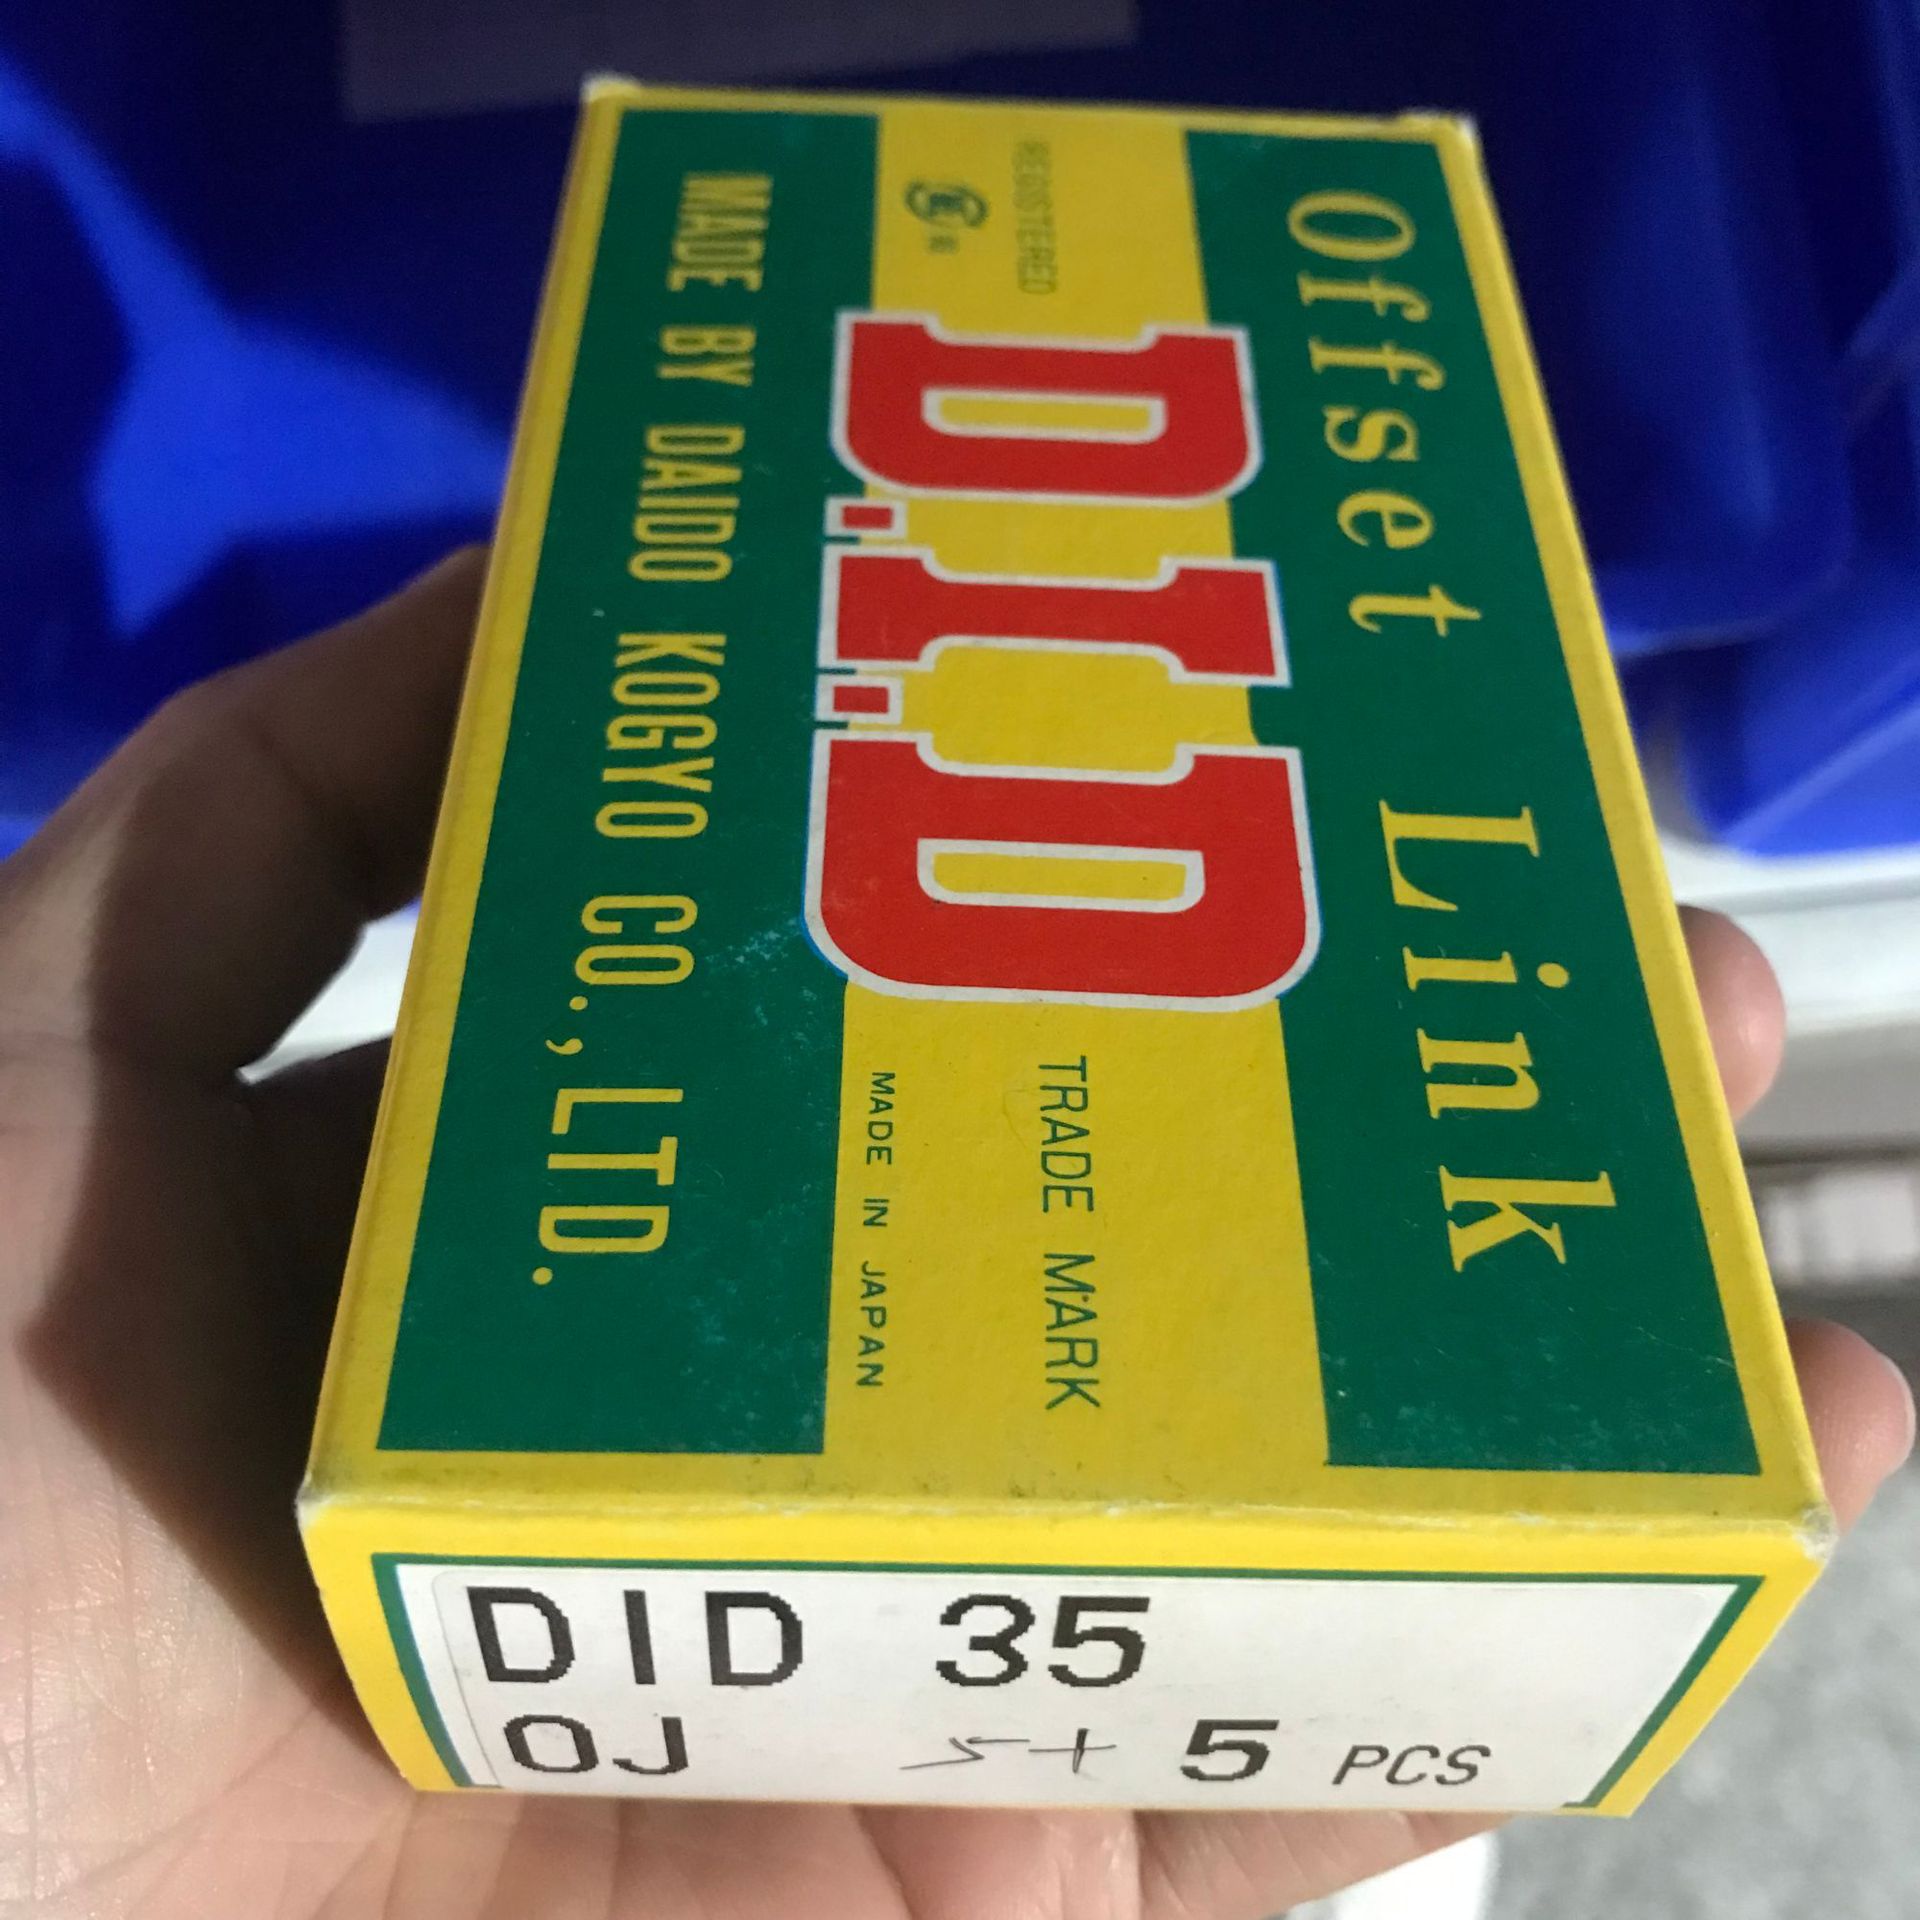 Offset Link
REGISTERED
D.I.D
TRADE MARK
MADE IN JAPAN
MADE BY DAIDO KOGYO CO., LTD.
DID 35
OJ 5+ 5 PCS